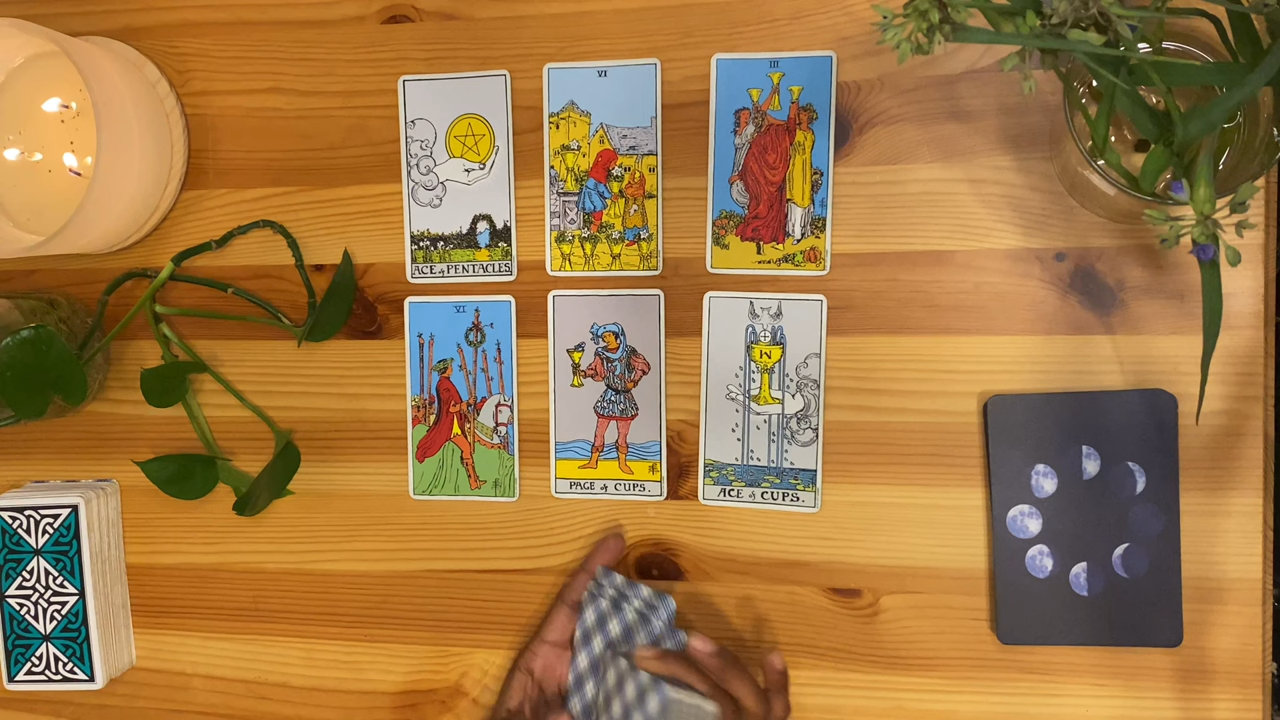 ACE of PENTACLES.
VI
III
VI
PAGE of CUPS.
ACE of CUPS.